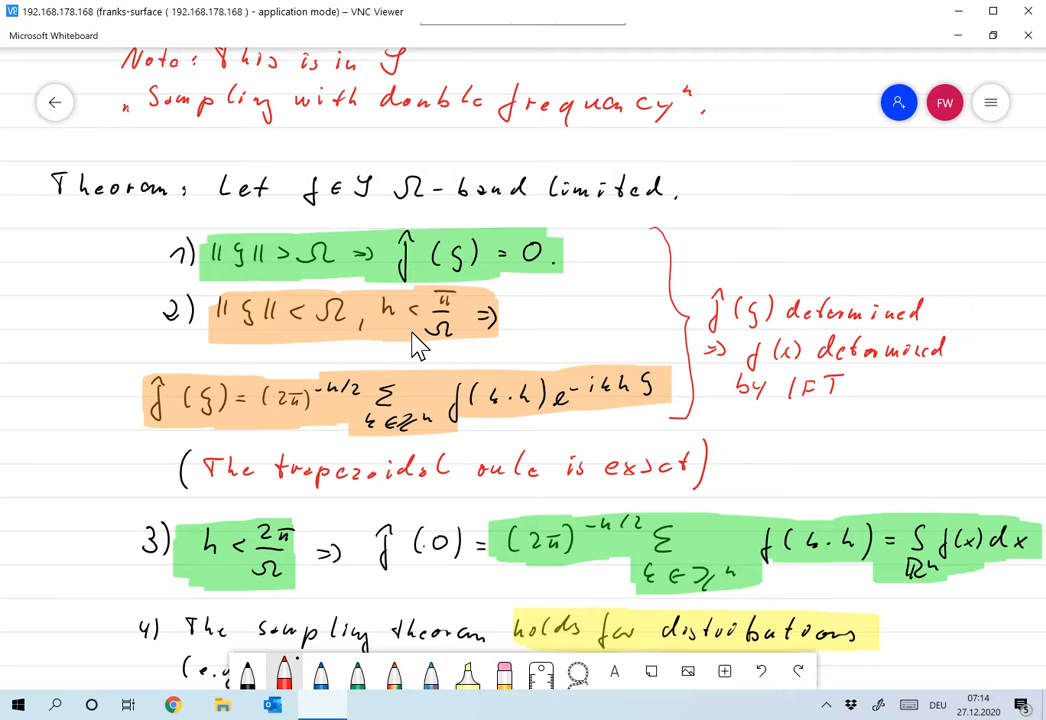 192.168.178.168 (franks-surface ( 192.168.178.168 ) - application mode) – VNC Viewer
Microsoft Whiteboard
Note: This is in 𝒮
"Sampling with double frequency".
FW
Theorem: Let f ∈ 𝒮 Ω-band limited.
1) ||ξ|| > Ω ⇒ f̂(ξ) = 0.
2) ||ξ|| < Ω, h < π/Ω ⇒
f̂(ξ) determined
⇒ f(x) determined
by IFT
f̂(ξ) = (2π)^{-n/2} Σ_{k∈ℤ^n} f(k·h) e^{-ikhξ}
(The trapezoidal rule is exact)
3) h < 2π/Ω ⇒ f̂(0) = (2π)^{-n/2} Σ_{k∈ℤ^n} f(k·h) = ∫_{ℝ^n} f(x)dx
4) The sampling theorem holds for distributions
(e.g
A
DEU
07:14
27.12.2020
5